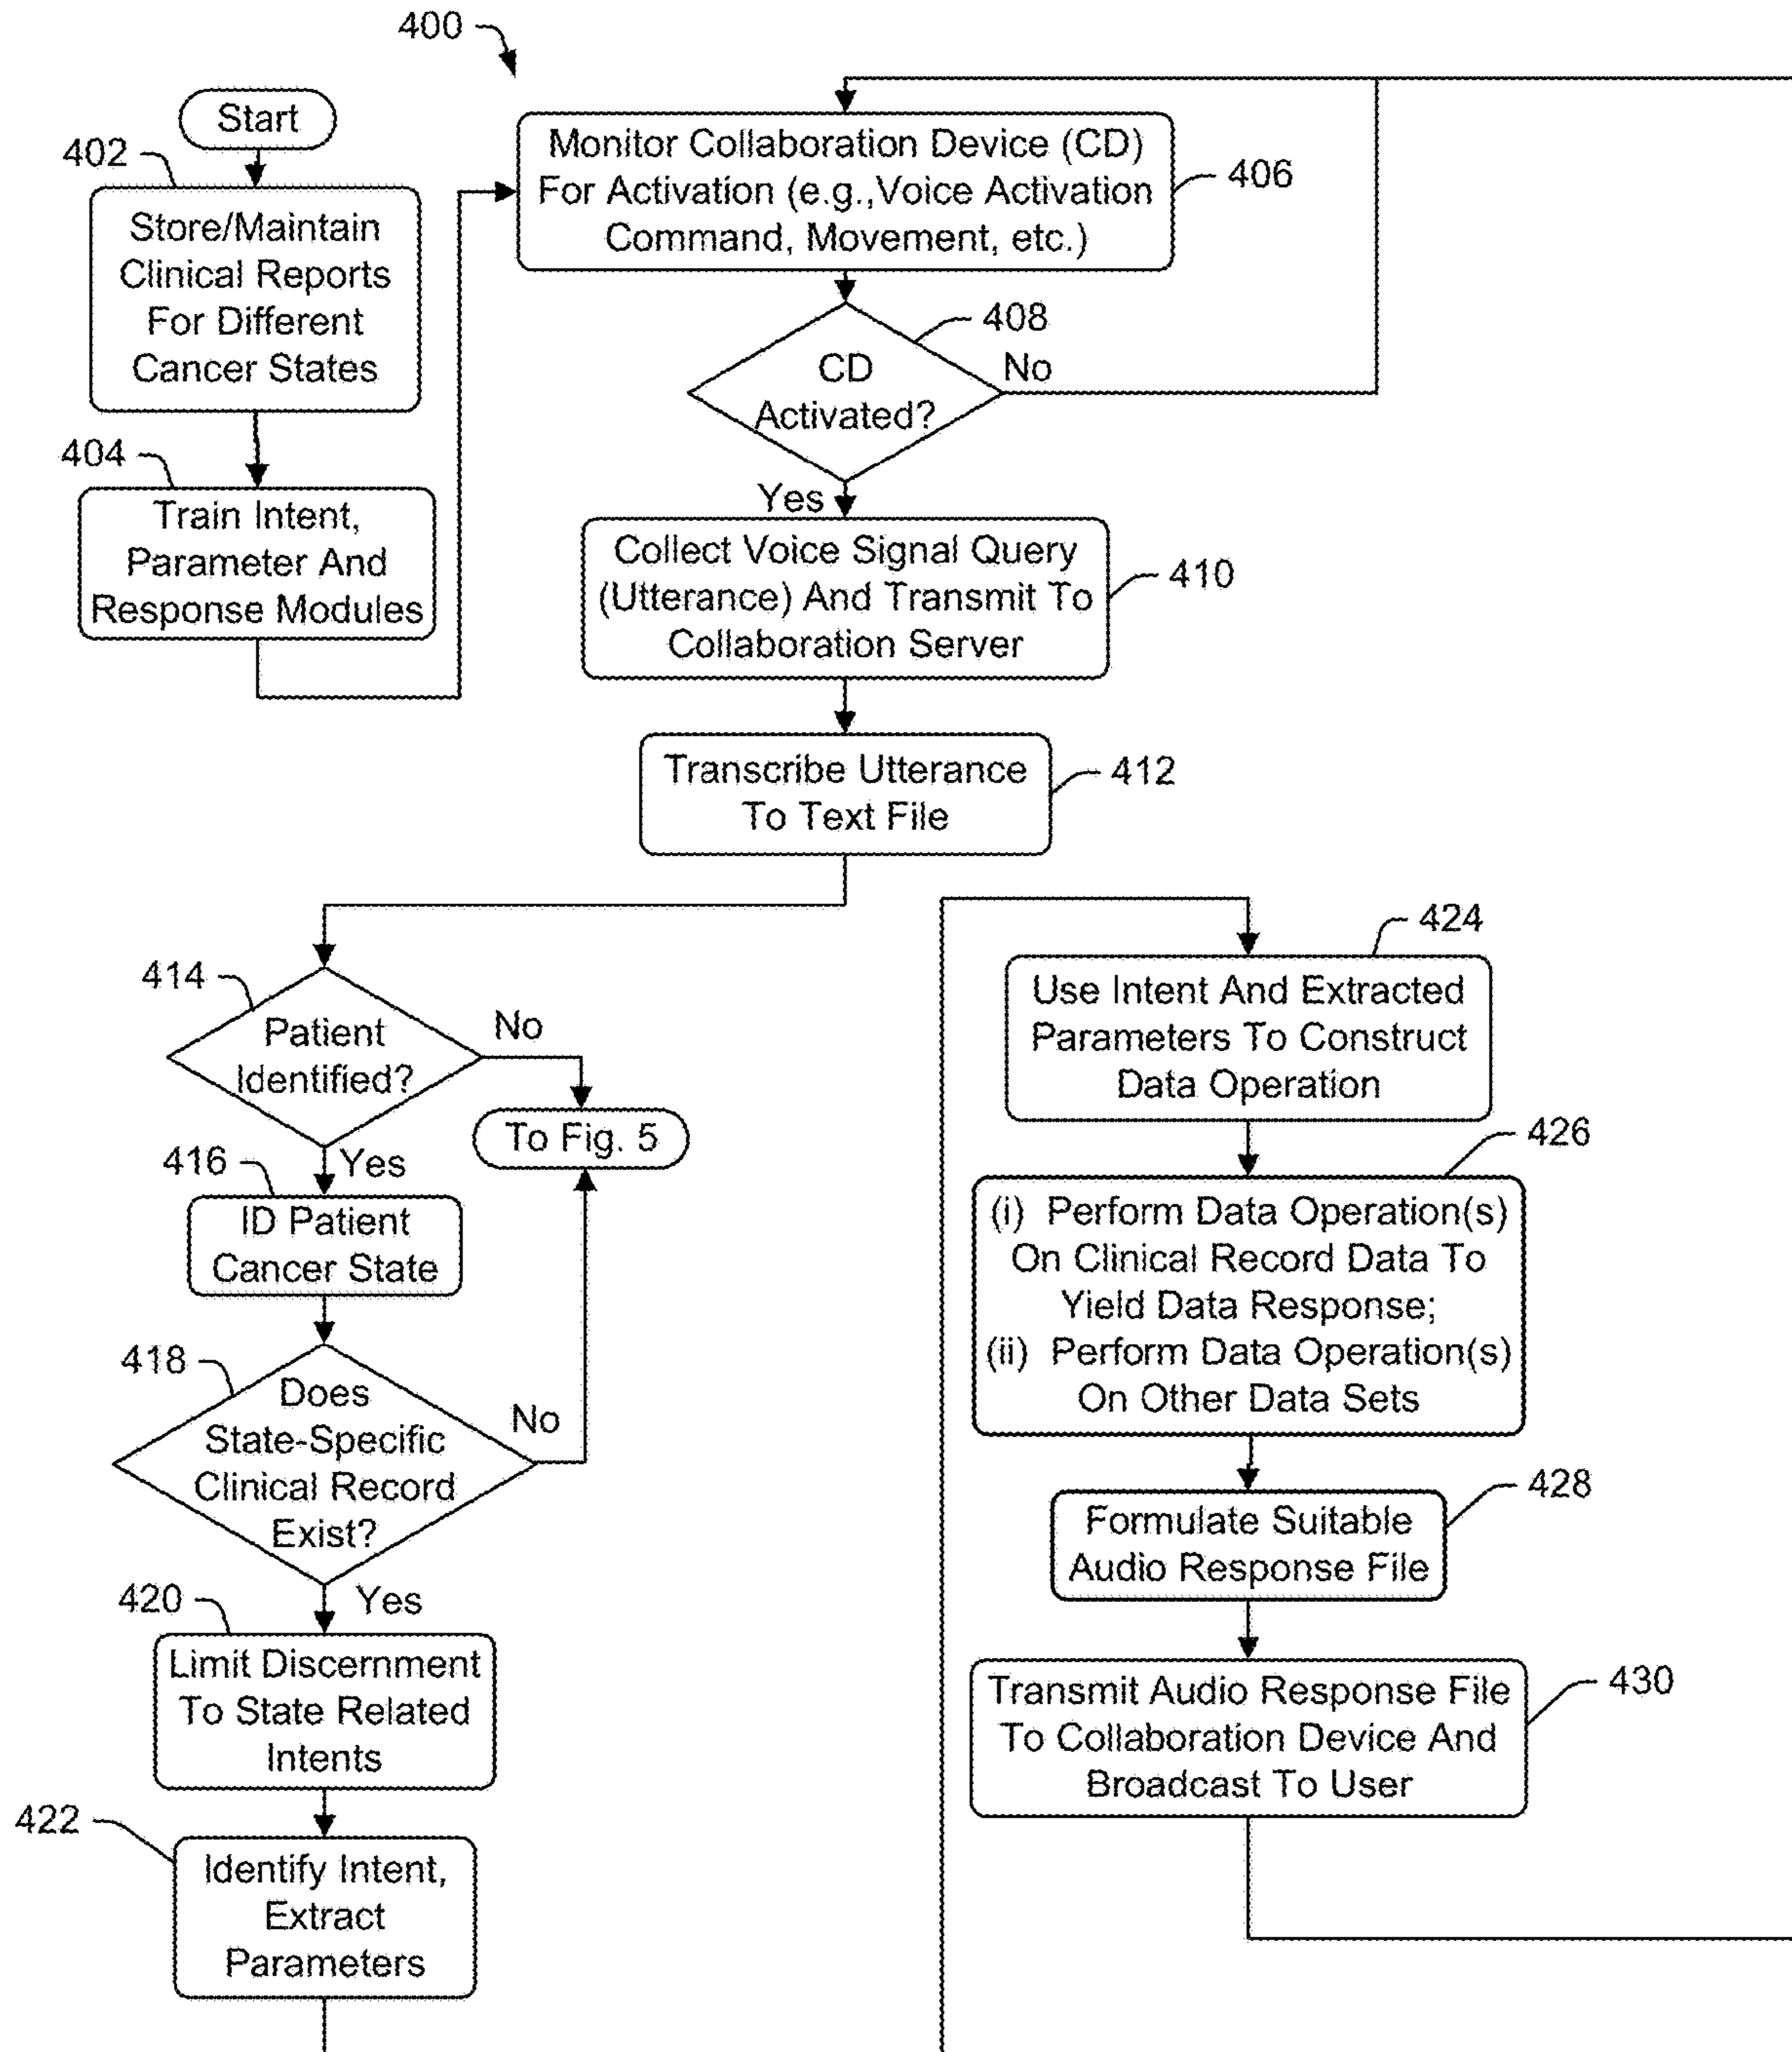 400
Start
402
Store/Maintain
Clinical Reports
For Different
Cancer States
404
Train Intent,
Parameter And
Response Modules
Monitor Collaboration Device (CD)
For Activation (e.g.,Voice Activation
Command, Movement, etc.)
406
408
CD
Activated?
No
Yes
Collect Voice Signal Query
(Utterance) And Transmit To
Collaboration Server
410
Transcribe Utterance
To Text File
412
414
Patient
Identified?
No
To Fig. 5
Yes
416
ID Patient
Cancer State
418
Does
State-Specific
Clinical Record
Exist?
No
Yes
420
Limit Discernment
To State Related
Intents
422
Identify Intent,
Extract
Parameters
424
Use Intent And Extracted
Parameters To Construct
Data Operation
426
(i) Perform Data Operation(s)
On Clinical Record Data To
Yield Data Response;
(ii) Perform Data Operation(s)
On Other Data Sets
428
Formulate Suitable
Audio Response File
430
Transmit Audio Response File
To Collaboration Device And
Broadcast To User